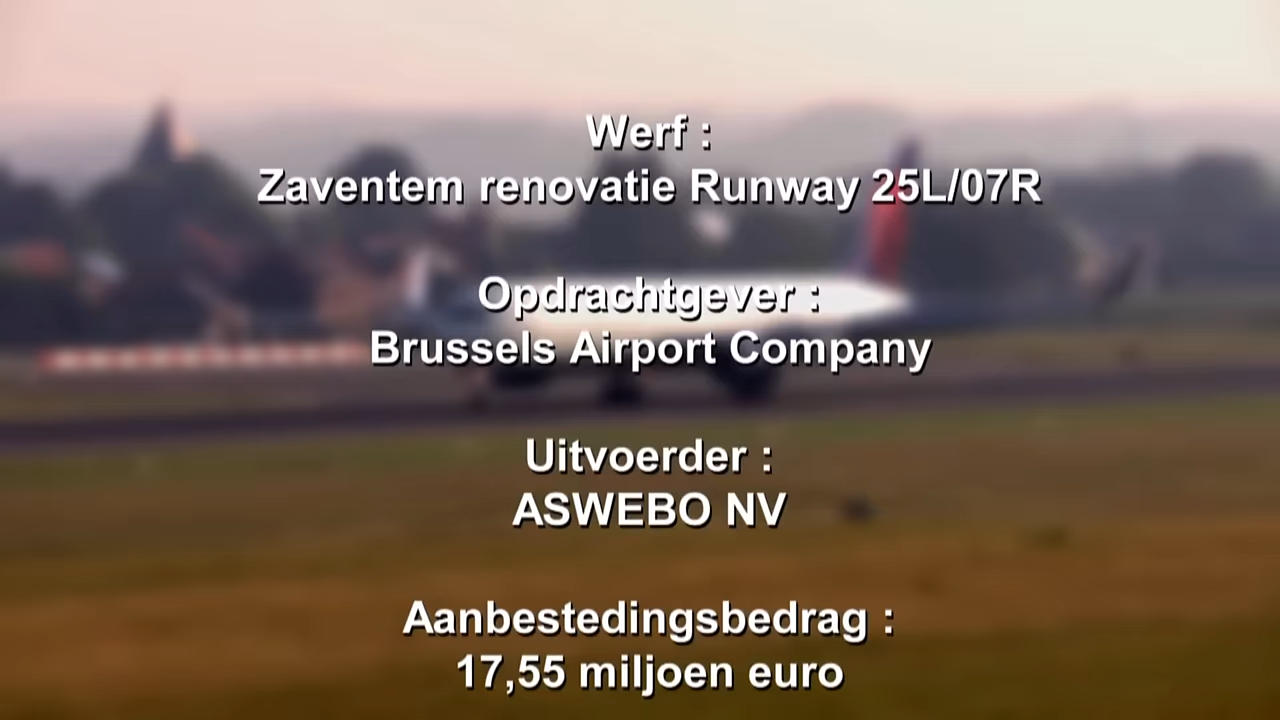 Werf :
Zaventem renovatie Runway 25L/07R
Opdrachtgever :
Brussels Airport Company
Uitvoerder :
ASWEBO NV
Aanbestedingsbedrag :
17,55 miljoen euro